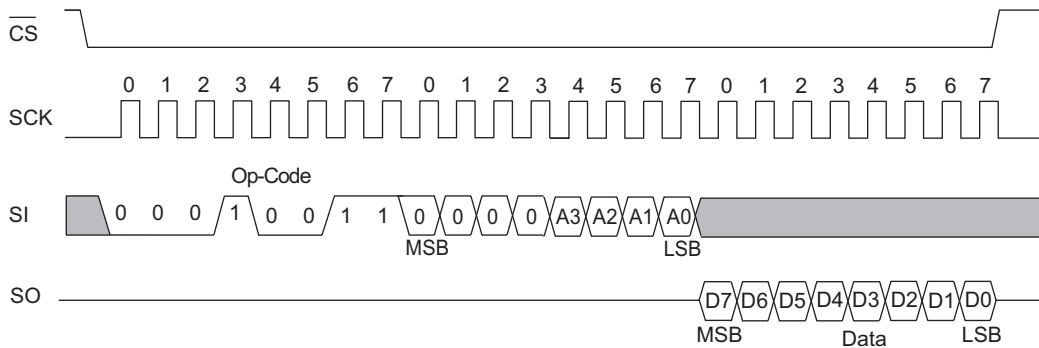 CS
0 1 2 3 4 5 6 7 0 1 2 3 4 5 6 7 0 1 2 3 4 5 6 7
SCK
Op-Code
SI 0 0 0 1 0 0 1 1 0 0 0 0 A3 A2 A1 A0
MSB LSB
SO D7 D6 D5 D4 D3 D2 D1 D0
MSB Data LSB